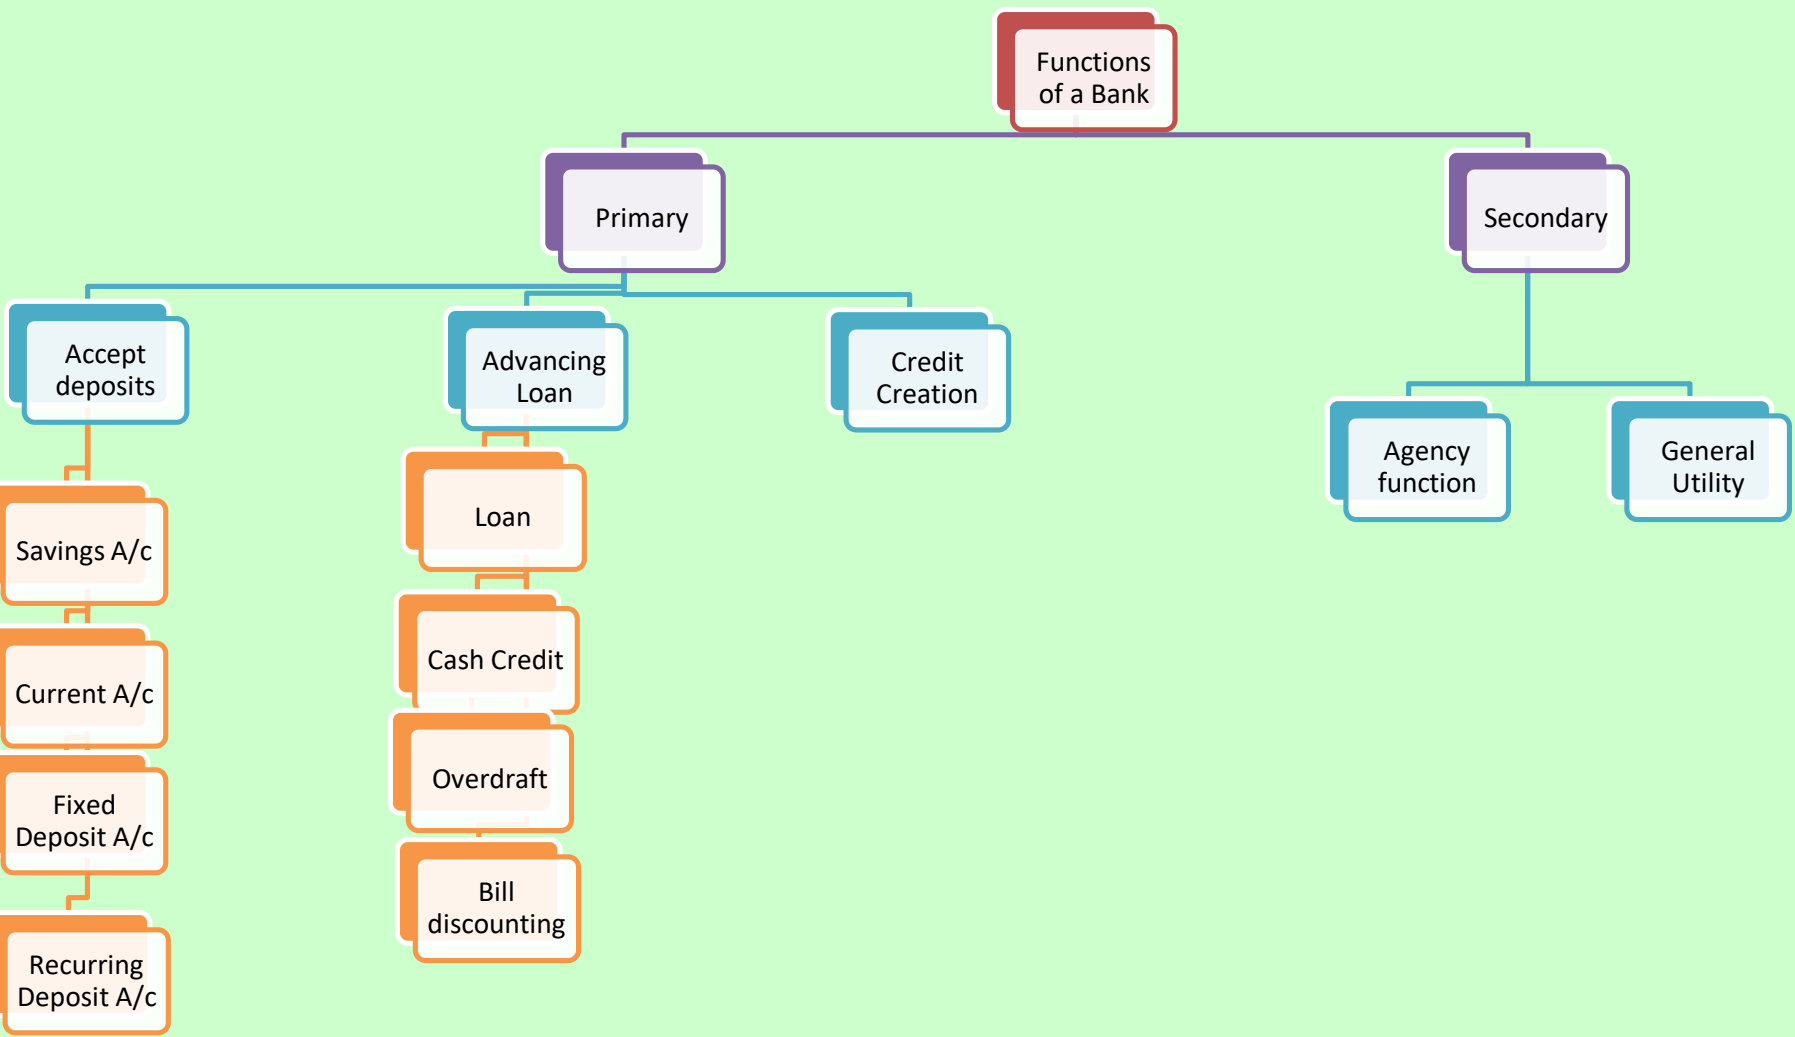 Functions
of a Bank
Primary
Secondary
Accept
deposits
Advancing
Loan
Credit
Creation
Agency
function
General
Utility
Savings A/c
Current A/c
Fixed
Deposit A/c
Recurring
Deposit A/c
Loan
Cash Credit
Overdraft
Bill
discounting